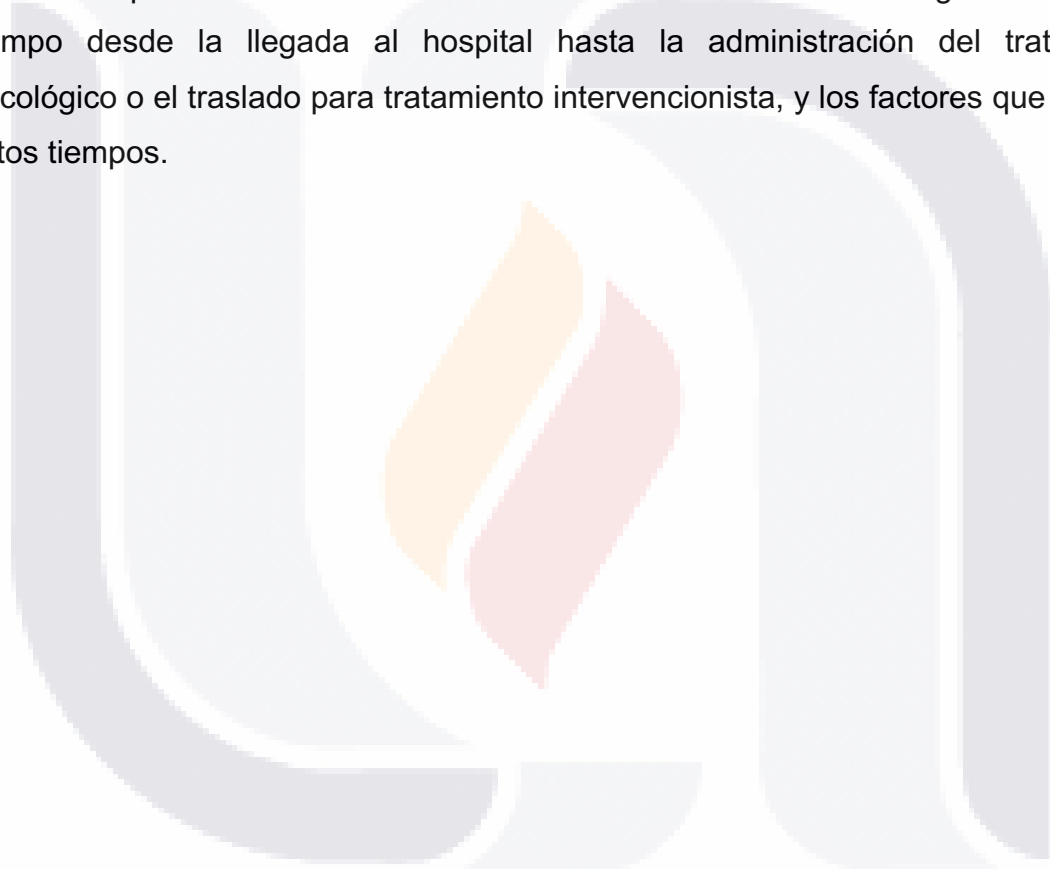 mpo desde la llegada al hospital hasta la administración del trat
cológico o el traslado para tratamiento intervencionista, y los factores que
tos tiempos.